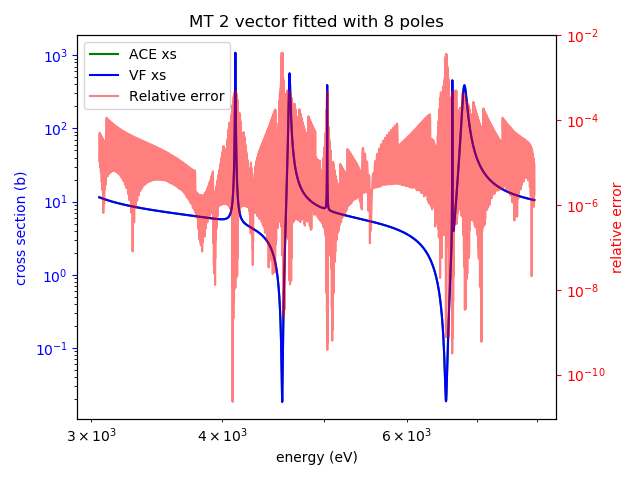 MT 2 vector fitted with 8 poles
ACE xs
VF xs
Relative error
cross section (b)
10³
10²
10¹
10⁰
10⁻¹
10⁻²
10⁻⁴
10⁻⁶
10⁻⁸
10⁻¹⁰
relative error
3 × 10³
4 × 10³
6 × 10³
energy (eV)